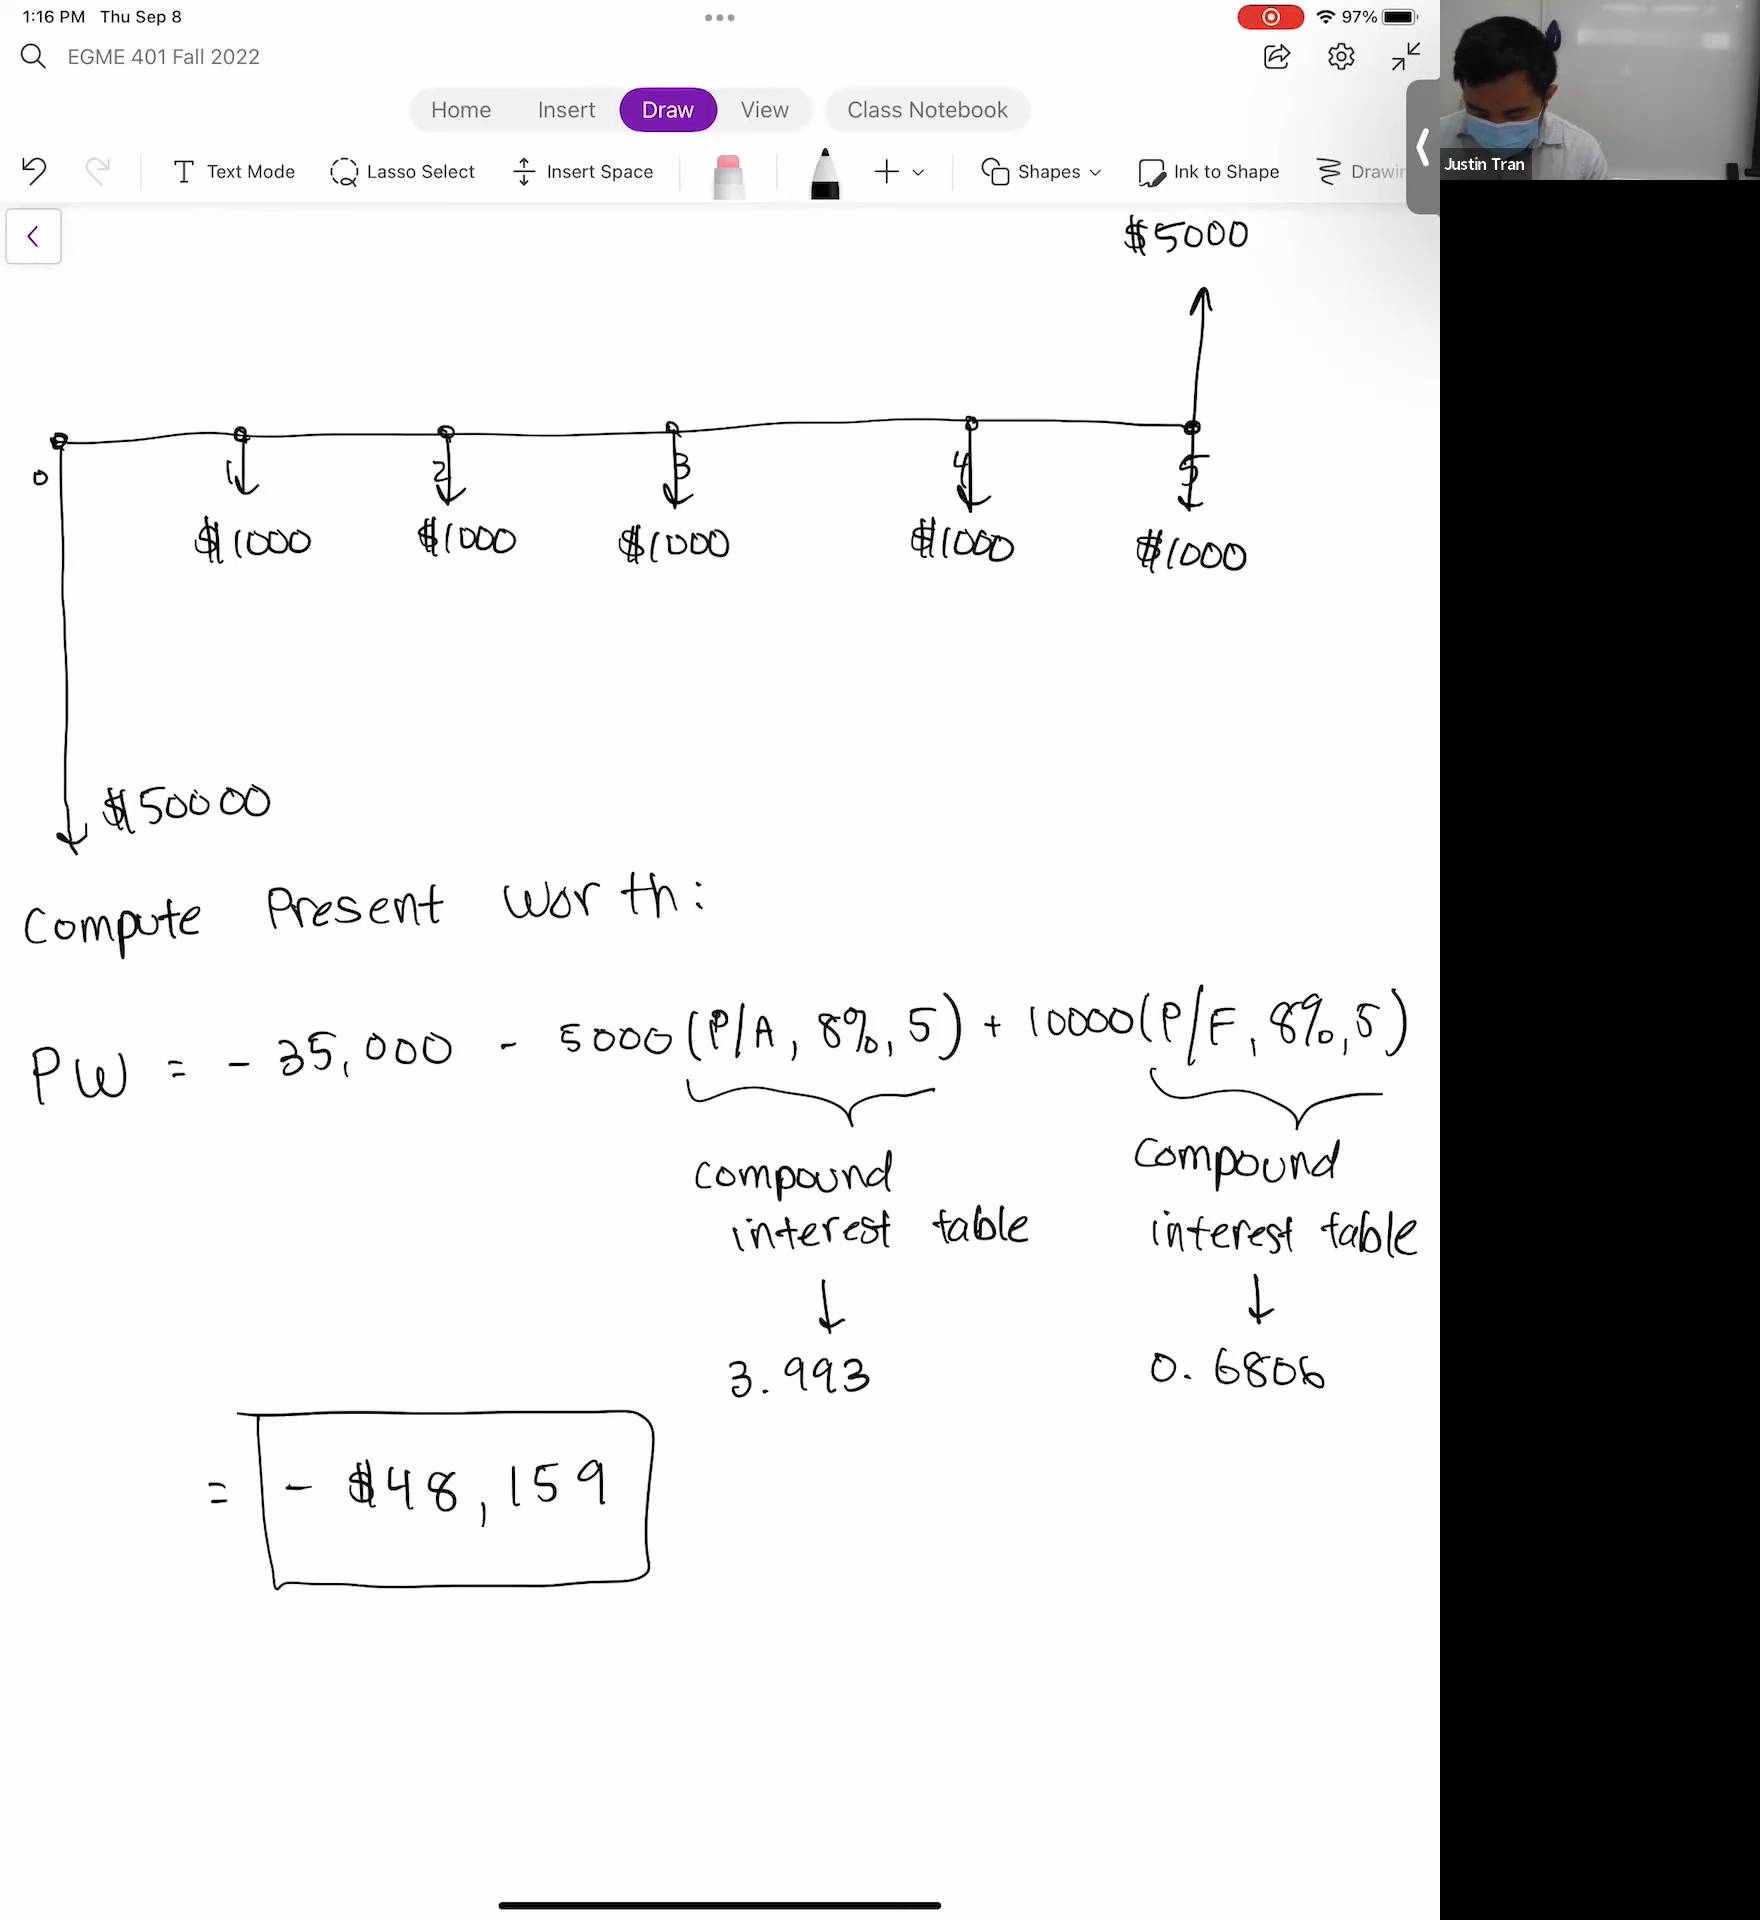 1:16 PM Thu Sep 8
97%
EGME 401 Fall 2022
Home Insert Draw View Class Notebook
Text Mode Lasso Select Insert Space Shapes Ink to Shape Drawi
Justin Tran
$5000
0 1 2 3 4 5
$1000 $1000 $1000 $1000 $1000
$50000
Compute Present Worth:
PW = - 35,000 - 5000 (P/A, 8%, 5) + 10000(P/F, 8%, 5)
compound
interest table
↓
3.993
compound
interest table
↓
0.6806
= - $48,159